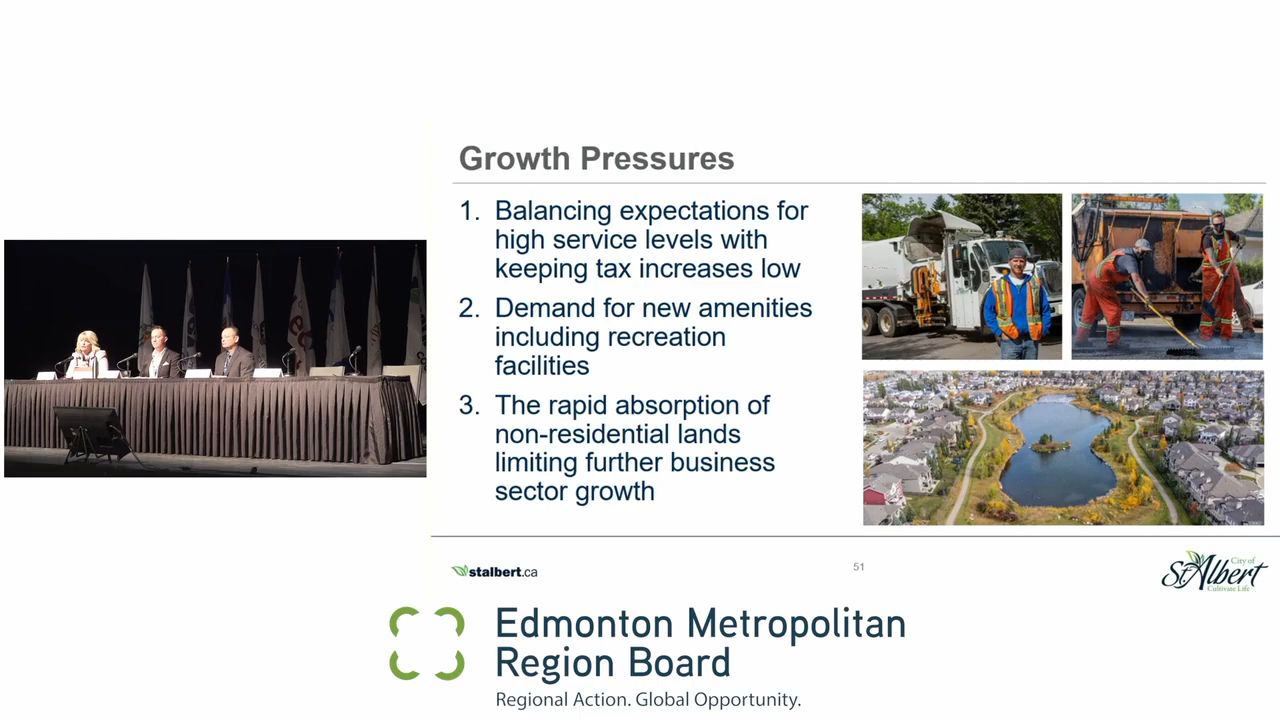 Growth Pressures
1. Balancing expectations for
high service levels with
keeping tax increases low
2. Demand for new amenities
including recreation
facilities
3. The rapid absorption of
non-residential lands
limiting further business
sector growth
stalbert.ca
51
City of
St. Albert
Cultivate Life
Edmonton Metropolitan
Region Board
Regional Action. Global Opportunity.